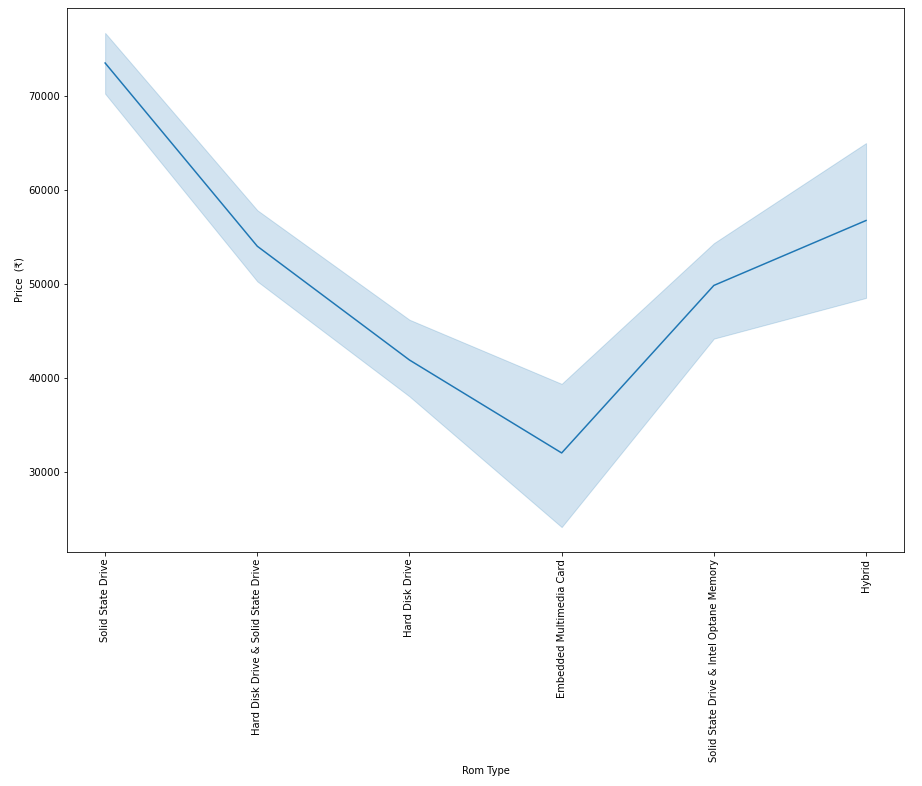 70000
60000
50000
40000
30000
Price  (₹)
Solid State Drive
Hard Disk Drive & Solid State Drive
Hard Disk Drive
Embedded Multimedia Card
Solid State Drive & Intel Optane Memory
Hybrid
Rom Type